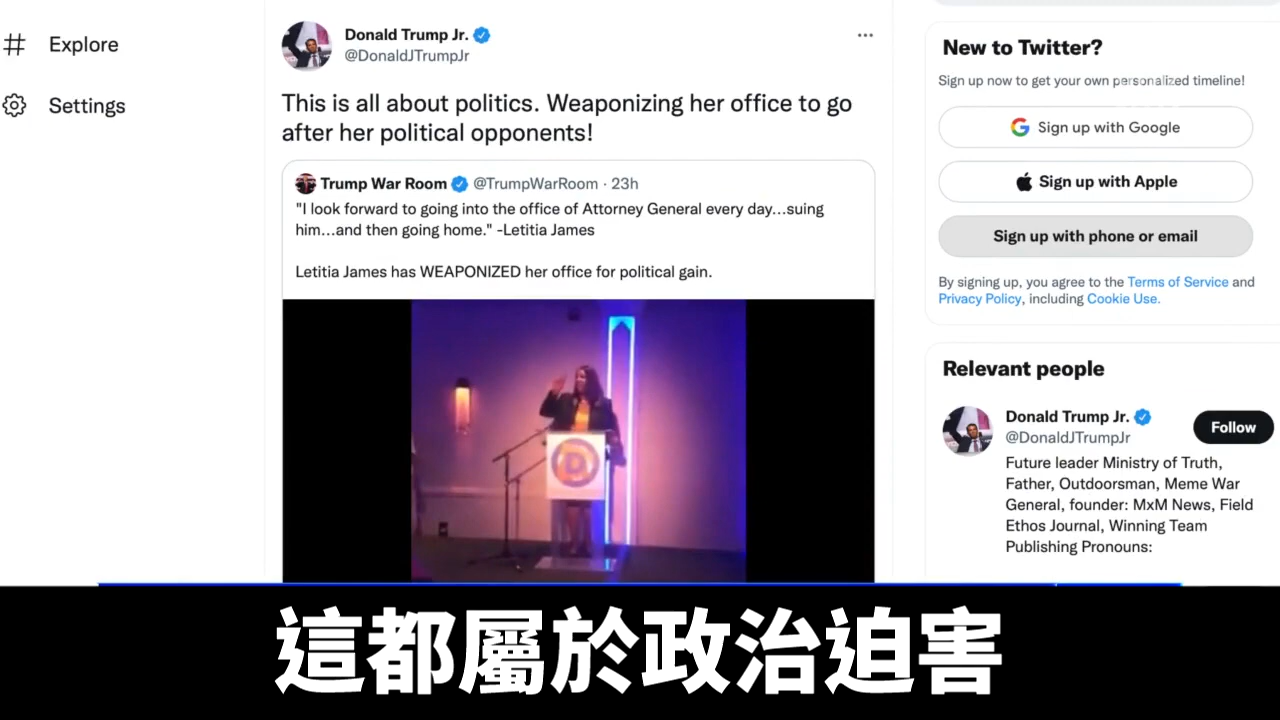 Explore
Settings
Donald Trump Jr.
@DonaldJTrumpJr
This is all about politics. Weaponizing her office to go
after her political opponents!
Trump War Room @TrumpWarRoom · 23h
"I look forward to going into the office of Attorney General every day...suing
him...and then going home." -Letitia James
Letitia James has WEAPONIZED her office for political gain.
D
New to Twitter?
Sign up now to get your own personalized timeline!
Sign up with Google
Sign up with Apple
Sign up with phone or email
By signing up, you agree to the Terms of Service and
Privacy Policy, including Cookie Use.
Relevant people
Donald Trump Jr.
@DonaldJTrumpJr
Follow
Future leader Ministry of Truth,
Father, Outdoorsman, Meme War
General, founder: MxM News, Field
Ethos Journal, Winning Team
Publishing Pronouns:
這都屬於政治迫害